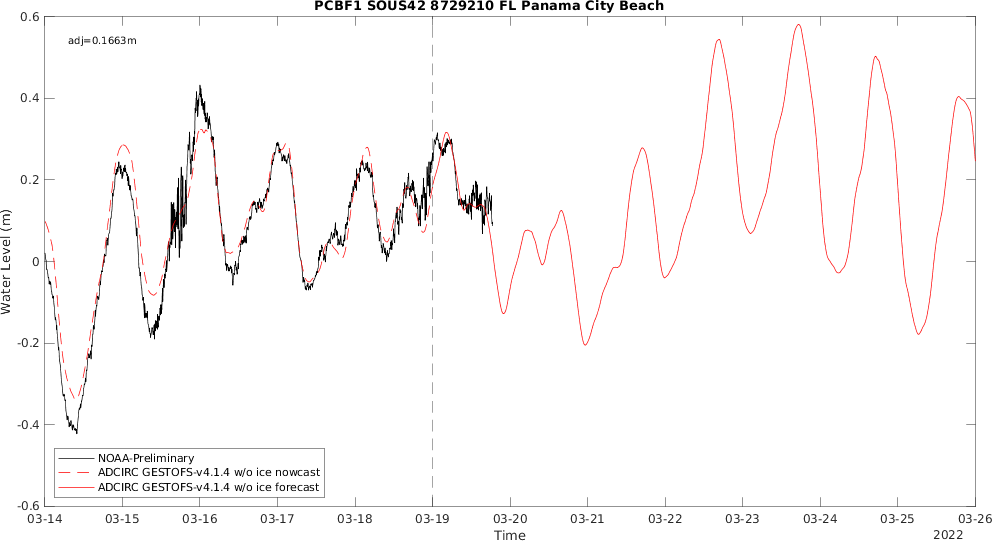 PCBF1 SOUS42 8729210 FL Panama City Beach
adj=0.1663m
0.6
0.4
0.2
0
-0.2
-0.4
-0.6
Water Level (m)
NOAA-Preliminary
ADCIRC GESTOFS-v4.1.4 w/o ice nowcast
ADCIRC GESTOFS-v4.1.4 w/o ice forecast
03-14 03-15 03-16 03-17 03-18 03-19 03-20 03-21 03-22 03-23 03-24 03-25 03-26
Time
2022